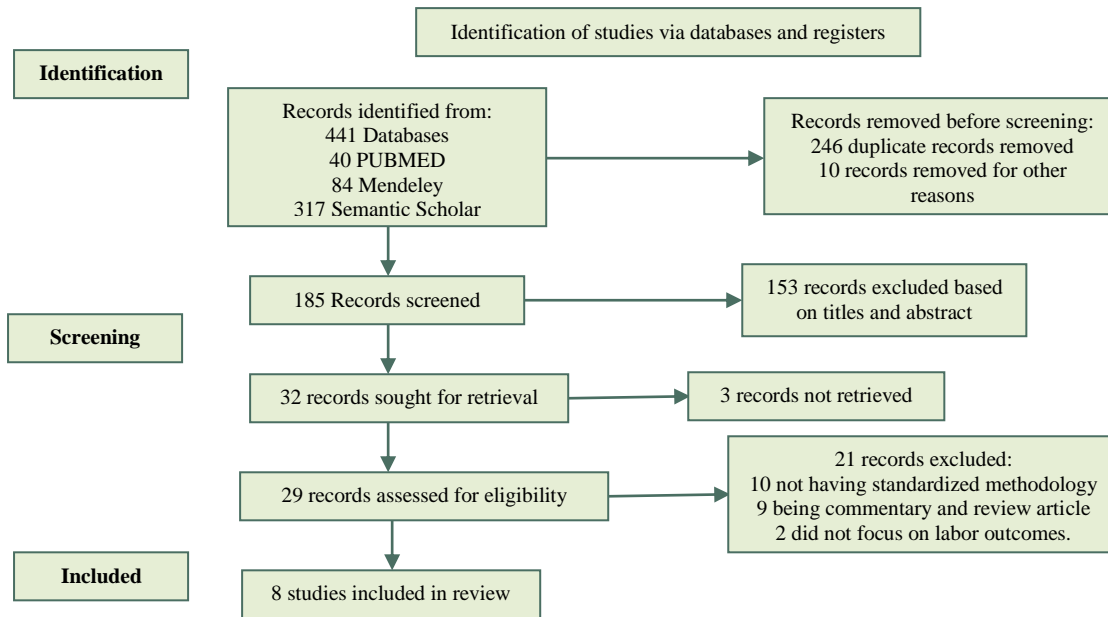 Identification of studies via databases and registers
Identification
Records identified from:
441 Databases
40 PUBMED
84 Mendeley
317 Semantic Scholar
Records removed before screening:
246 duplicate records removed
10 records removed for other
reasons
185 Records screened
153 records excluded based
on titles and abstract
Screening
32 records sought for retrieval
3 records not retrieved
29 records assessed for eligibility
21 records excluded:
10 not having standardized methodology
9 being commentary and review article
2 did not focus on labor outcomes.
Included
8 studies included in review